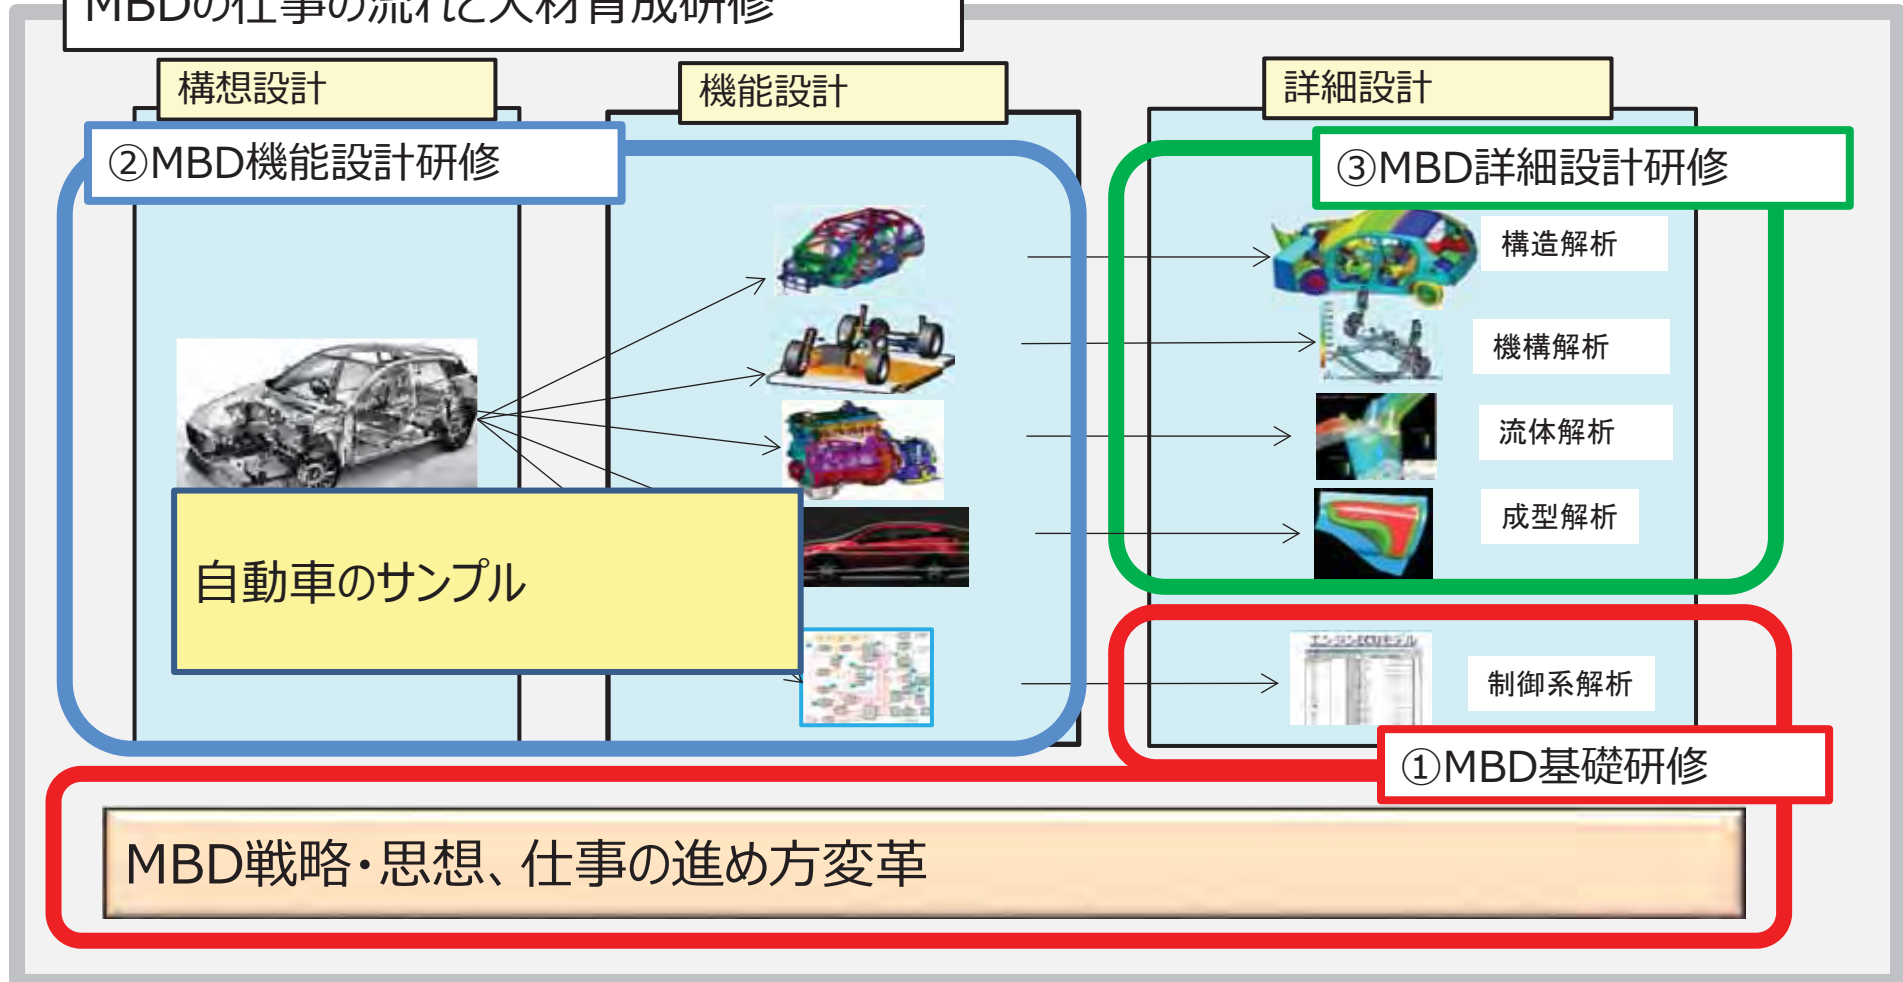 MBDの仕事の流れと人材育成研修
構想設計
機能設計
詳細設計
②MBD機能設計研修
③MBD詳細設計研修
構造解析
機構解析
流体解析
成型解析
自動車のサンプル
制御系解析
①MBD基礎研修
MBD戦略・思想、仕事の進め方変革